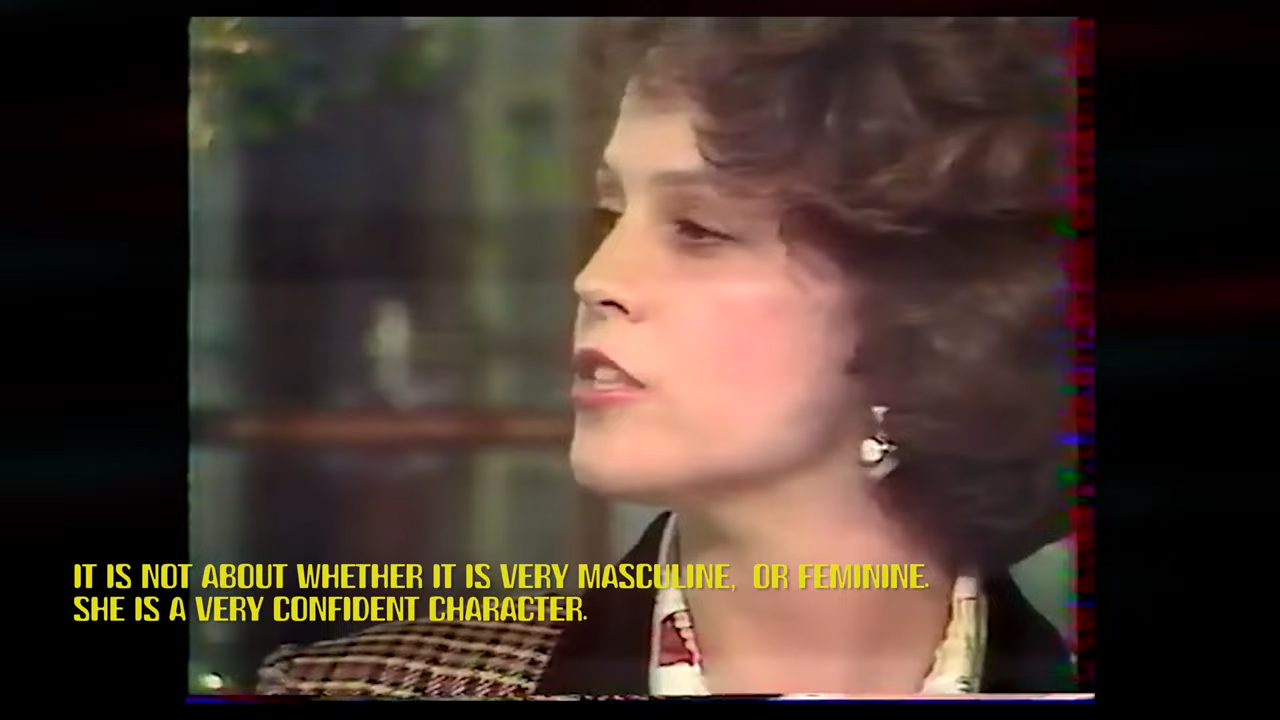 IT IS NOT ABOUT WHETHER IT IS VERY MASCULINE, OR FEMININE.
SHE IS A VERY CONFIDENT CHARACTER.